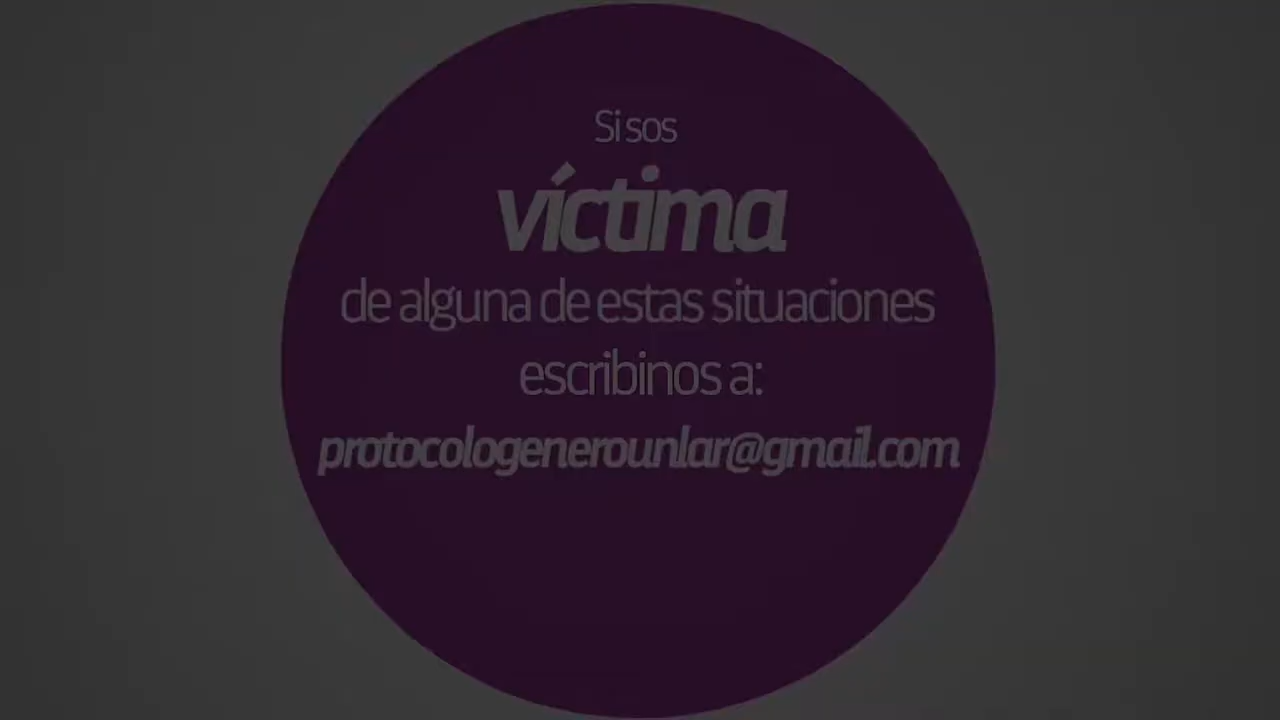 Si sos
víctima
de alguna de estas situaciones
escribinos a:
protocologenerounlar@gmail.com